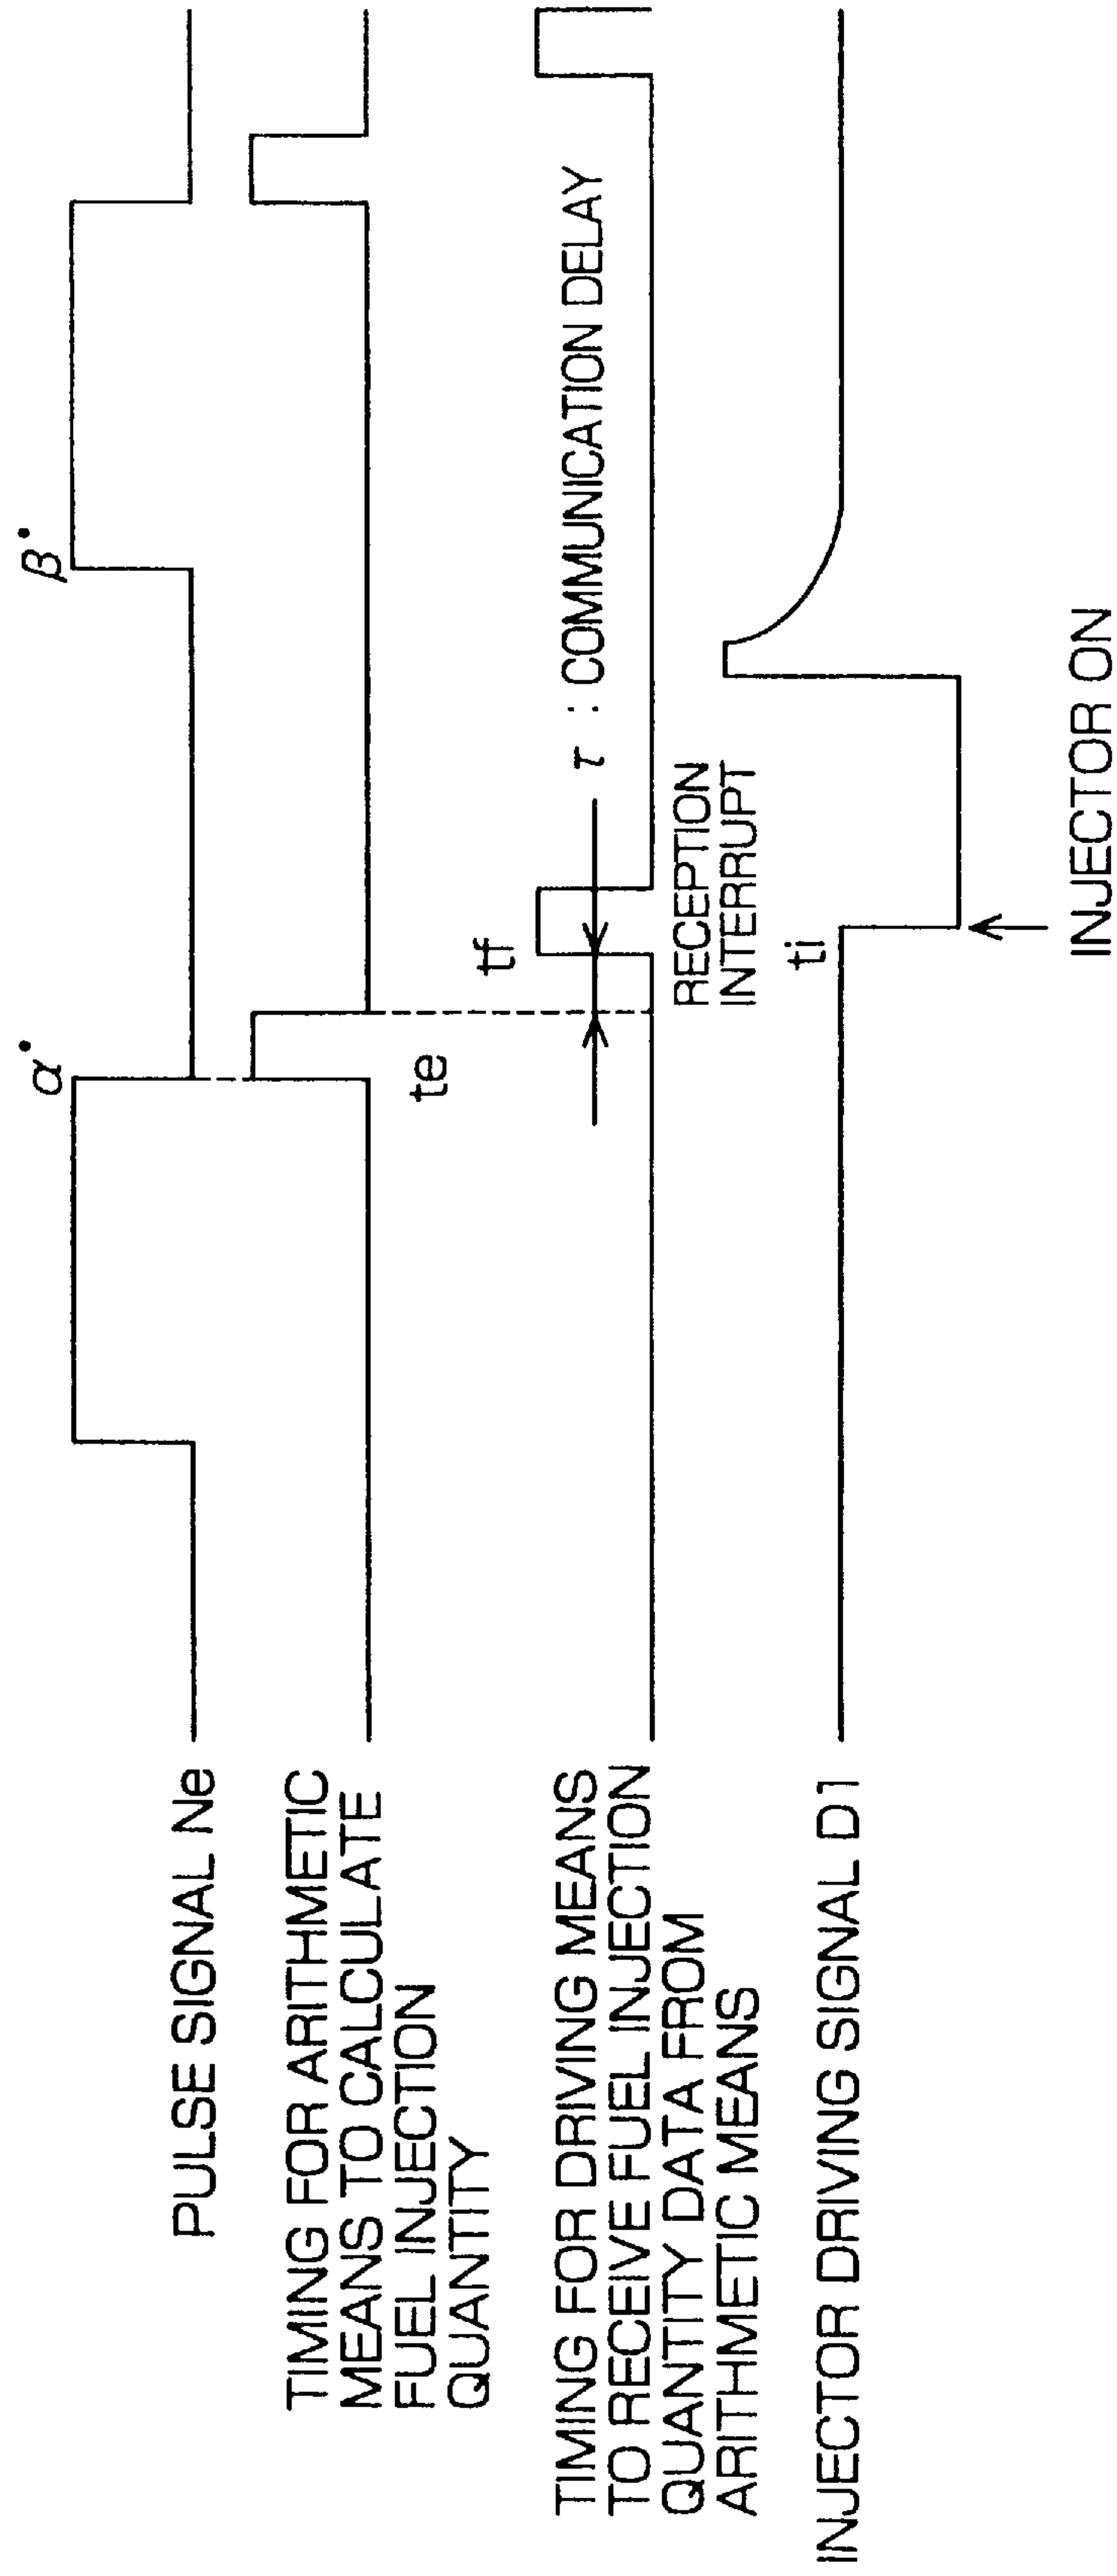 α°
β°
PULSE SIGNAL Ne
TIMING FOR ARITHMETIC
MEANS TO CALCULATE
FUEL INJECTION
QUANTITY
te
tf
τ : COMMUNICATION DELAY
TIMING FOR DRIVING MEANS
TO RECEIVE FUEL INJECTION
QUANTITY DATA FROM
ARITHMETIC MEANS
RECEPTION
INTERRUPT
ti
INJECTOR DRIVING SIGNAL D1
INJECTOR ON